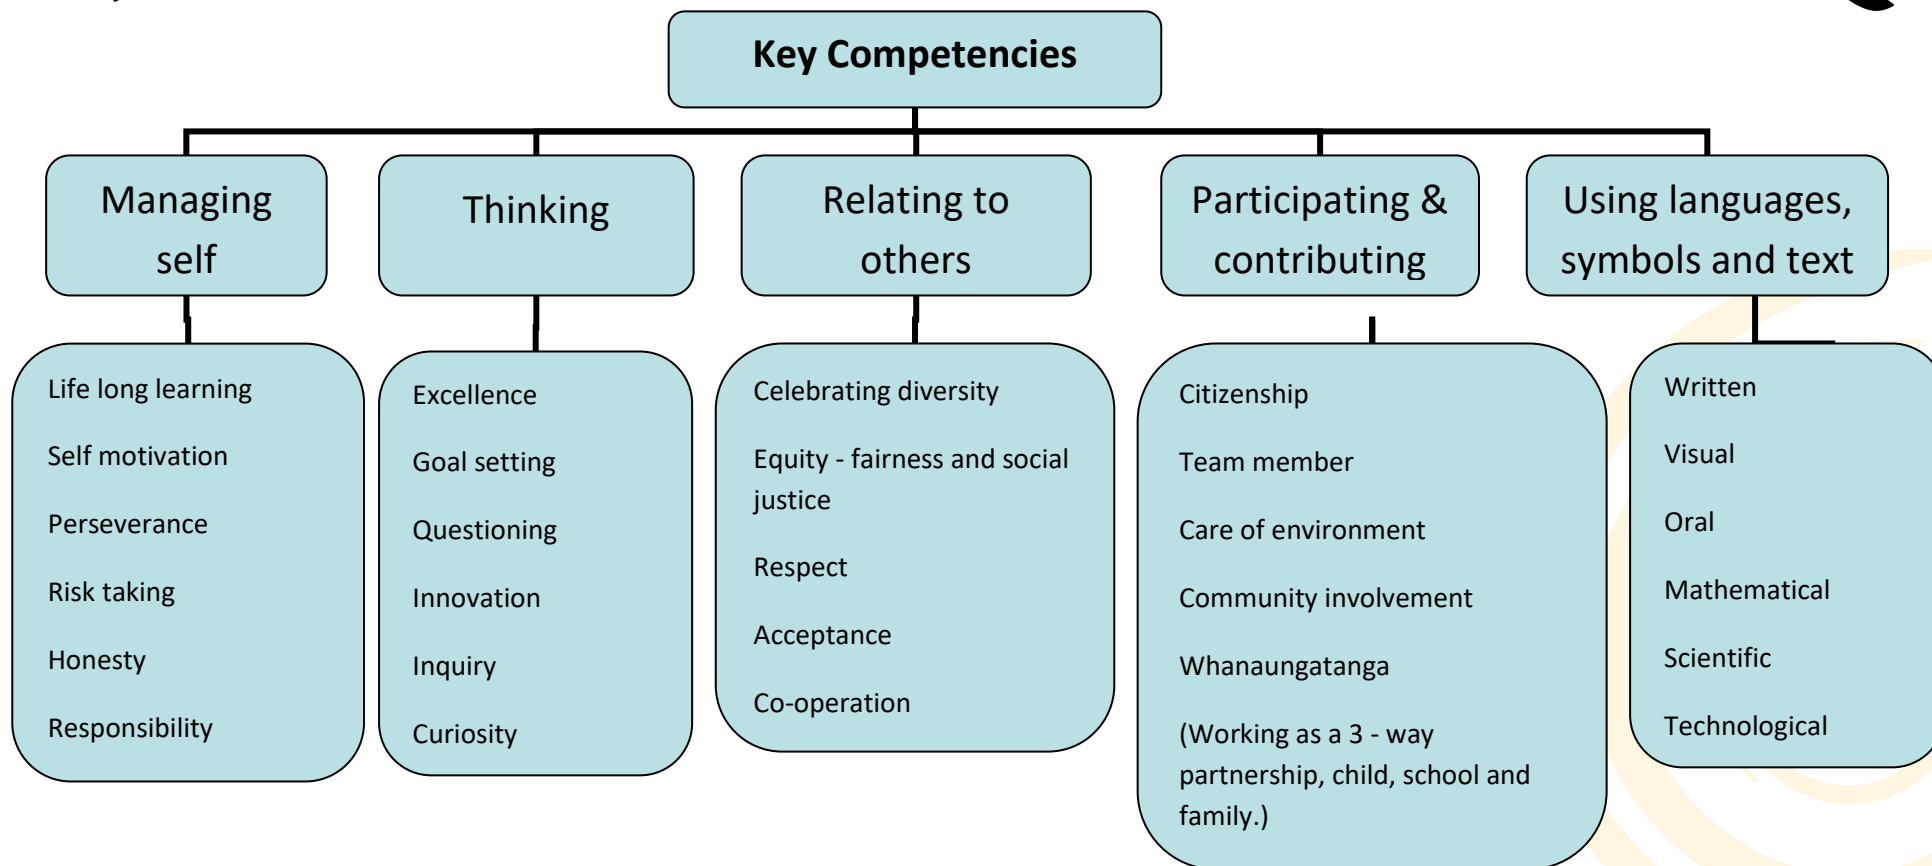 Key Competencies
Managing
self
Thinking
Relating to
others
Participating &
contributing
Using languages,
symbols and text
Life long learning
Self motivation
Perseverance
Risk taking
Honesty
Responsibility
Excellence
Goal setting
Questioning
Innovation
Inquiry
Curiosity
Celebrating diversity
Equity - fairness and social
justice
Respect
Acceptance
Co-operation
Citizenship
Team member
Care of environment
Community involvement
Whanaungatanga
(Working as a 3 - way
partnership, child, school and
family.)
Written
Visual
Oral
Mathematical
Scientific
Technological